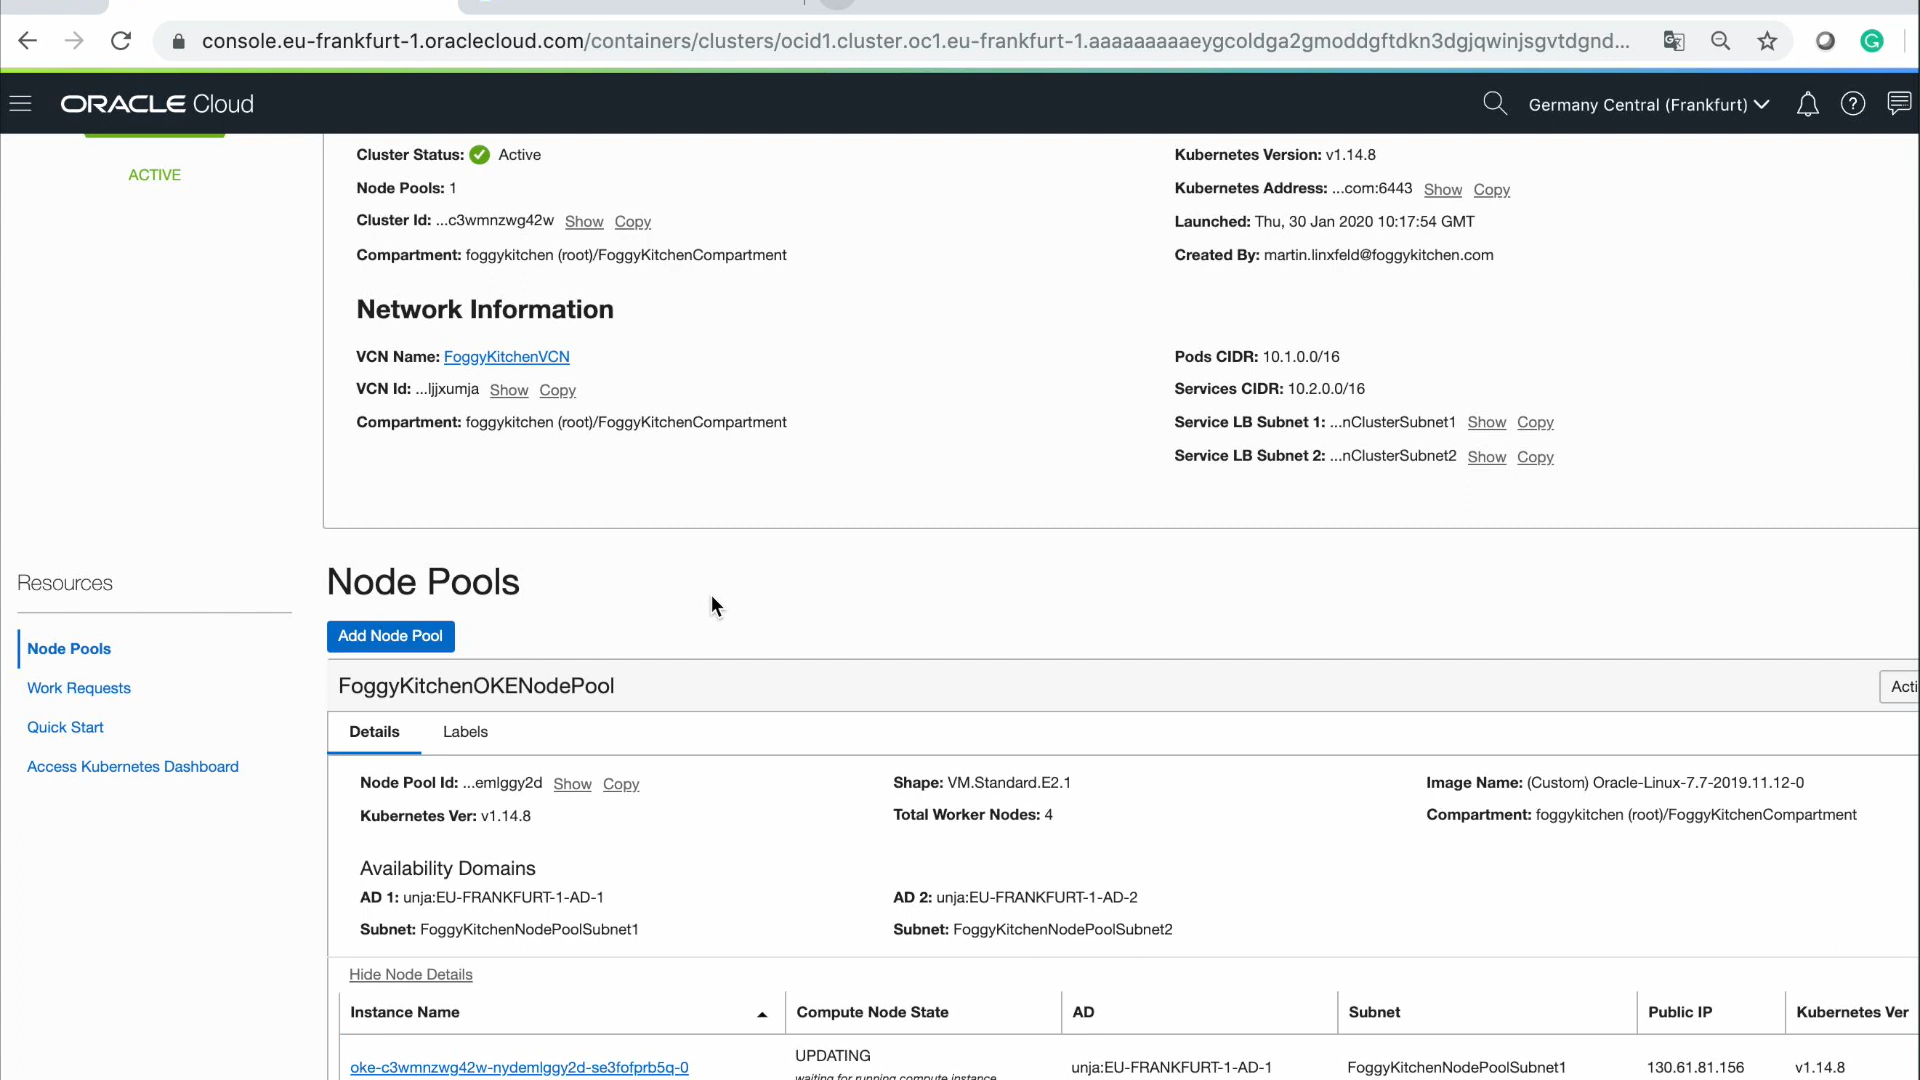 console.eu-frankfurt-1.oraclecloud.com/containers/clusters/ocid1.cluster.oc1.eu-frankfurt-1.aaaaaaaaaeygcoldga2gmoddgftdkn3dgjqwinjsgvtdgnd...
ORACLE Cloud
Germany Central (Frankfurt)
ACTIVE
Cluster Status: Active
Kubernetes Version: v1.14.8
Node Pools: 1
Kubernetes Address: ...com:6443 Show Copy
Cluster Id: ...c3wmnzwg42w Show Copy
Launched: Thu, 30 Jan 2020 10:17:54 GMT
Compartment: foggykitchen (root)/FoggyKitchenCompartment
Created By: martin.linxfeld@foggykitchen.com
Network Information
VCN Name: FoggyKitchenVCN
Pods CIDR: 10.1.0.0/16
VCN Id: ...ljjxumja Show Copy
Services CIDR: 10.2.0.0/16
Compartment: foggykitchen (root)/FoggyKitchenCompartment
Service LB Subnet 1: ...nClusterSubnet1 Show Copy
Service LB Subnet 2: ...nClusterSubnet2 Show Copy
Resources
Node Pools
Work Requests
Quick Start
Access Kubernetes Dashboard
Node Pools
Add Node Pool
FoggyKitchenOKENodePool
Acti
Details Labels
Node Pool Id: ...emlggy2d Show Copy
Shape: VM.Standard.E2.1
Image Name: (Custom) Oracle-Linux-7.7-2019.11.12-0
Kubernetes Ver: v1.14.8
Total Worker Nodes: 4
Compartment: foggykitchen (root)/FoggyKitchenCompartment
Availability Domains
AD 1: unja:EU-FRANKFURT-1-AD-1
AD 2: unja:EU-FRANKFURT-1-AD-2
Subnet: FoggyKitchenNodePoolSubnet1
Subnet: FoggyKitchenNodePoolSubnet2
Hide Node Details
Instance Name Compute Node State AD Subnet Public IP Kubernetes Ver
oke-c3wmnzwg42w-nydemlggy2d-se3fofprb5q-0
UPDATING
waiting for running compute instance
unja:EU-FRANKFURT-1-AD-1
FoggyKitchenNodePoolSubnet1
130.61.81.156
v1.14.8